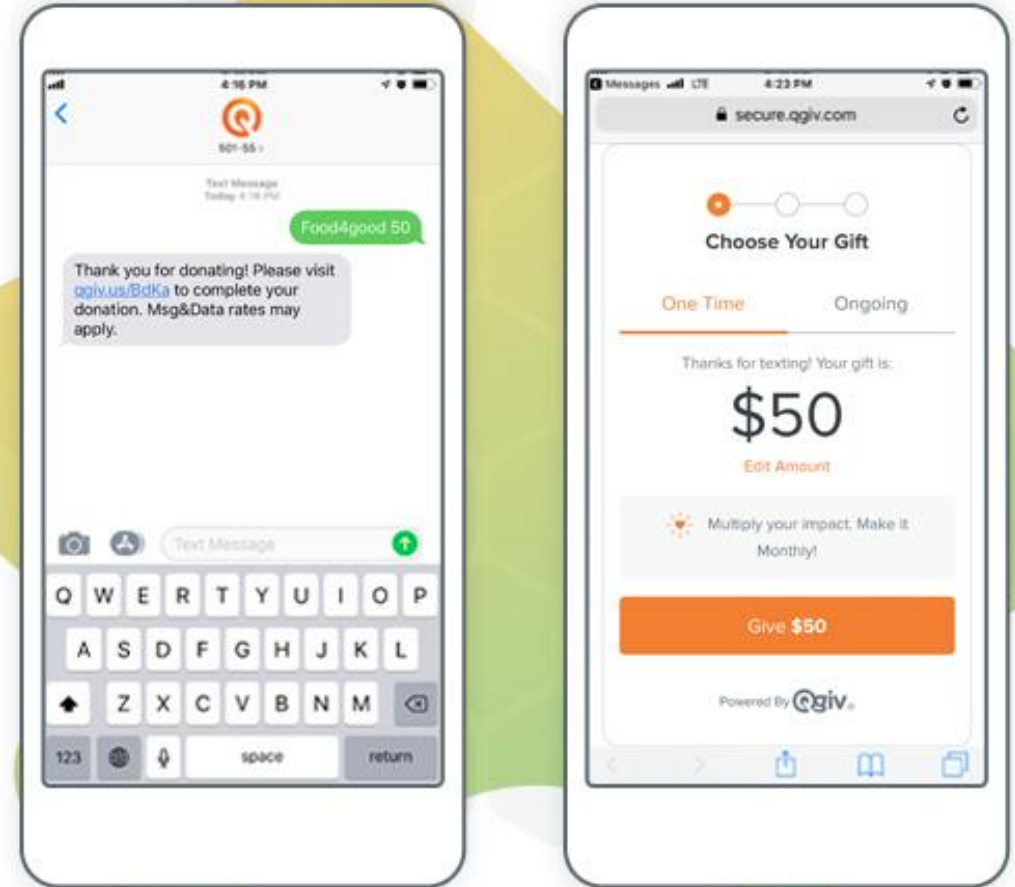 4:16 PM
501-55 >
Text Message
Today 4:16 PM
Food4good 50
Thank you for donating! Please visit
qgiv.us/BdKa to complete your
donation. Msg&Data rates may
apply.
Text Message
Q W E R T Y U I O P
A S D F G H J K L
Z X C V B N M
123 space return
Messages LTE 4:23 PM
secure.qgiv.com
Choose Your Gift
One Time Ongoing
Thanks for texting! Your gift is:
$50
Edit Amount
Multiply your impact. Make it
Monthly!
Give $50
Powered By Qgiv